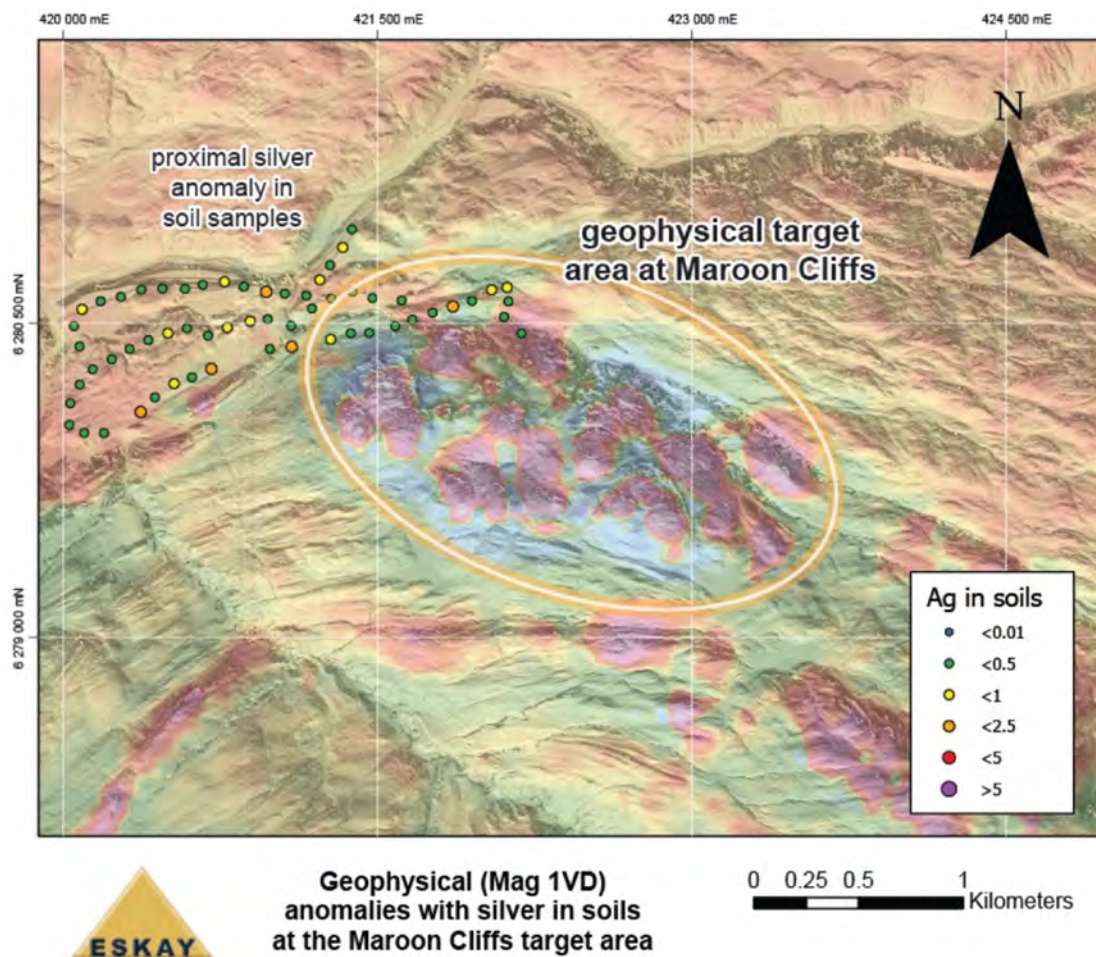 420 000 mE
421 500 mE
423 000 mE
424 500 mE
N
proximal silver
anomaly in
soil samples
geophysical target
area at Maroon Cliffs
6 280 500 mN
6 279 000 mN
Ag in soils
<0.01
<0.5
<1
<2.5
<5
>5
ESKAY
Geophysical (Mag 1VD)
anomalies with silver in soils
at the Maroon Cliffs target area
0 0.25 0.5 1
Kilometers